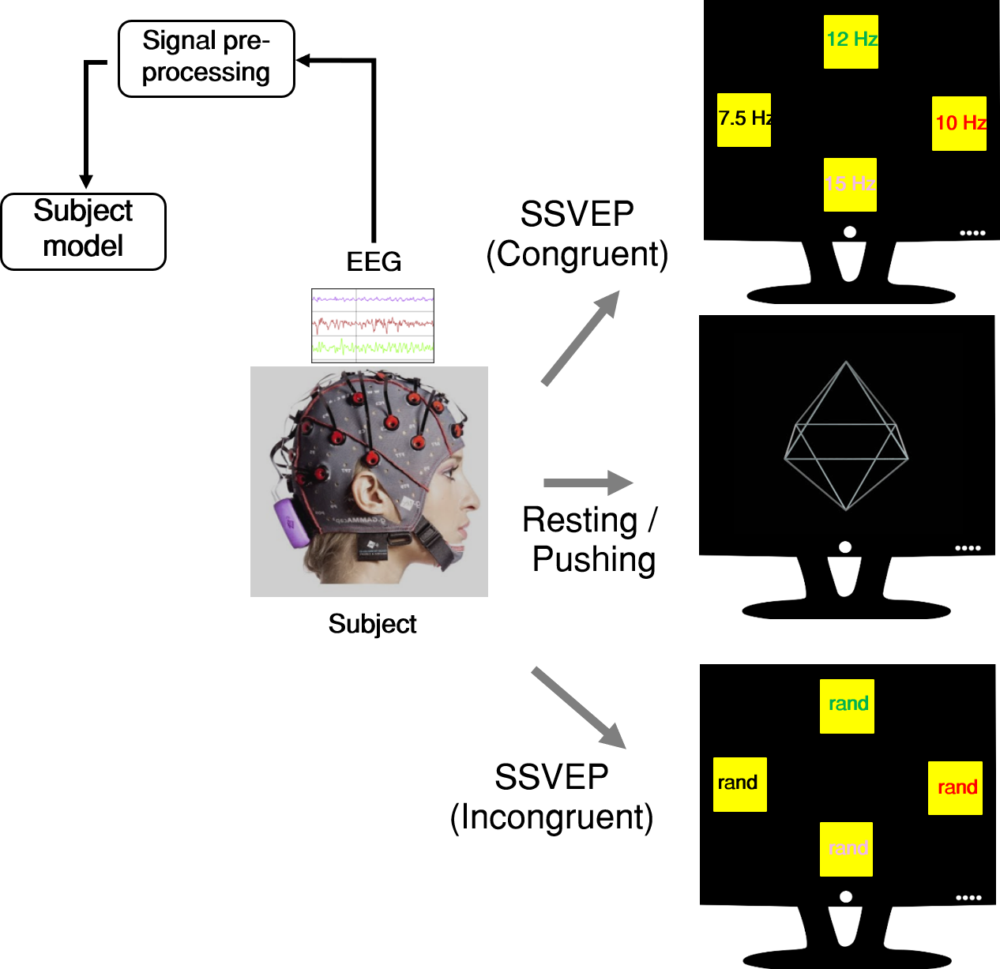 Signal pre-
processing
Subject
model
EEG
Subject
SSVEP
(Congruent)
12 Hz
7.5 Hz
10 Hz
15 Hz
Resting /
Pushing
SSVEP
(Incongruent)
rand
rand
rand
rand